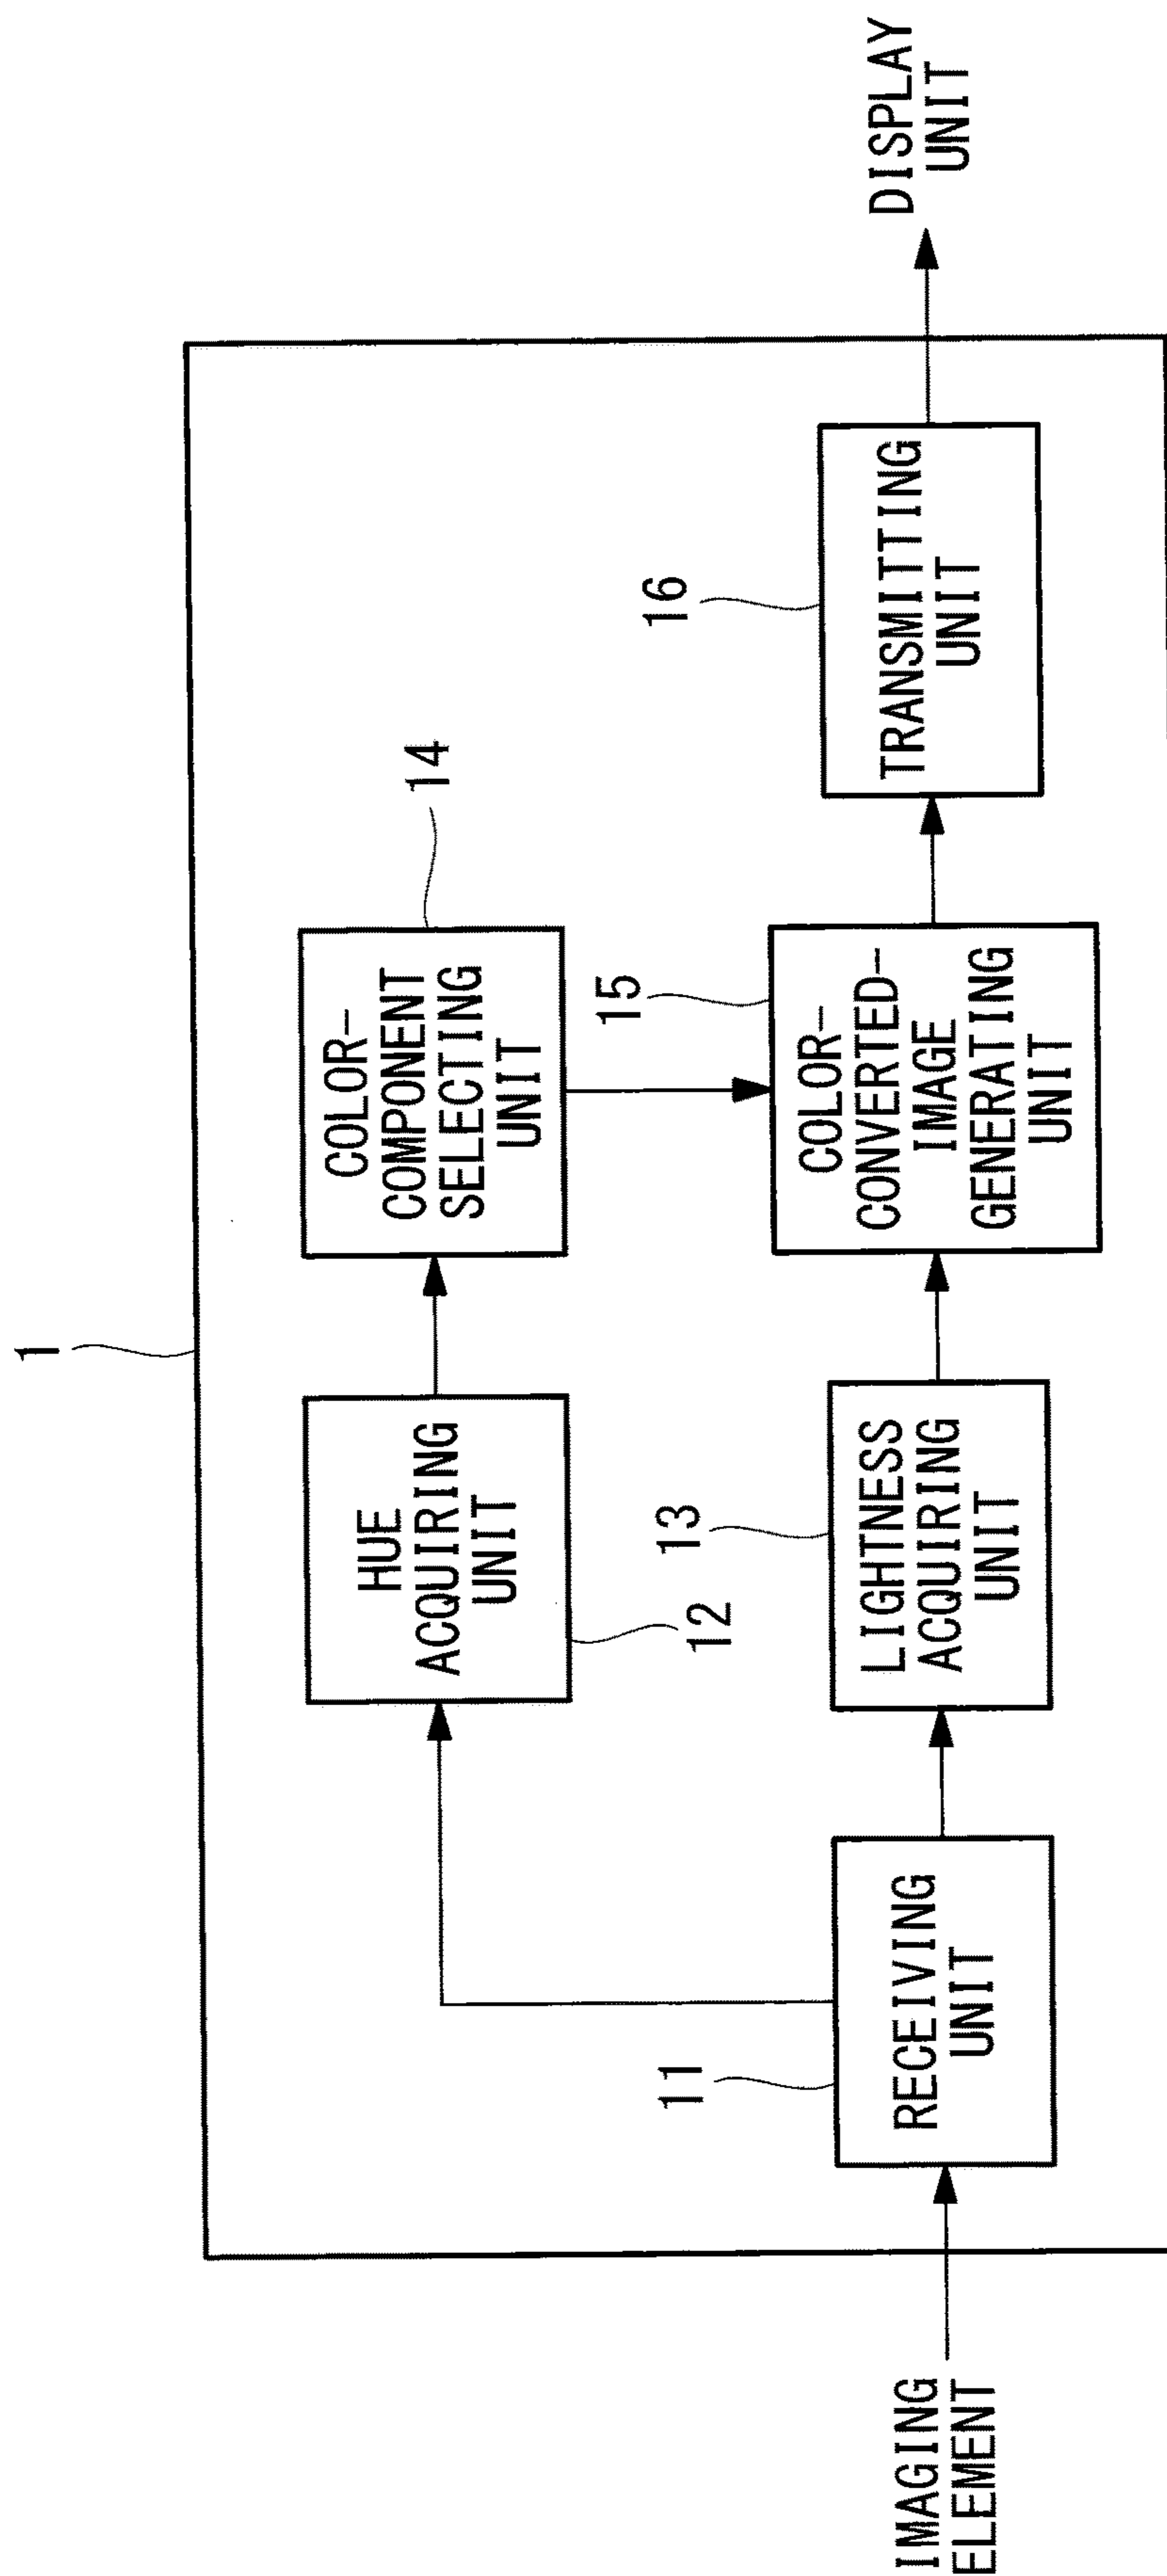 1
HUE
ACQUIRING
UNIT
12
COLOR-
COMPONENT
SELECTING
UNIT
14
IMAGING
ELEMENT
11
RECEIVING
UNIT
13
LIGHTNESS
ACQUIRING
UNIT
15
COLOR-
CONVERTED-
IMAGE
GENERATING
UNIT
16
TRANSMITTING
UNIT
DISPLAY
UNIT